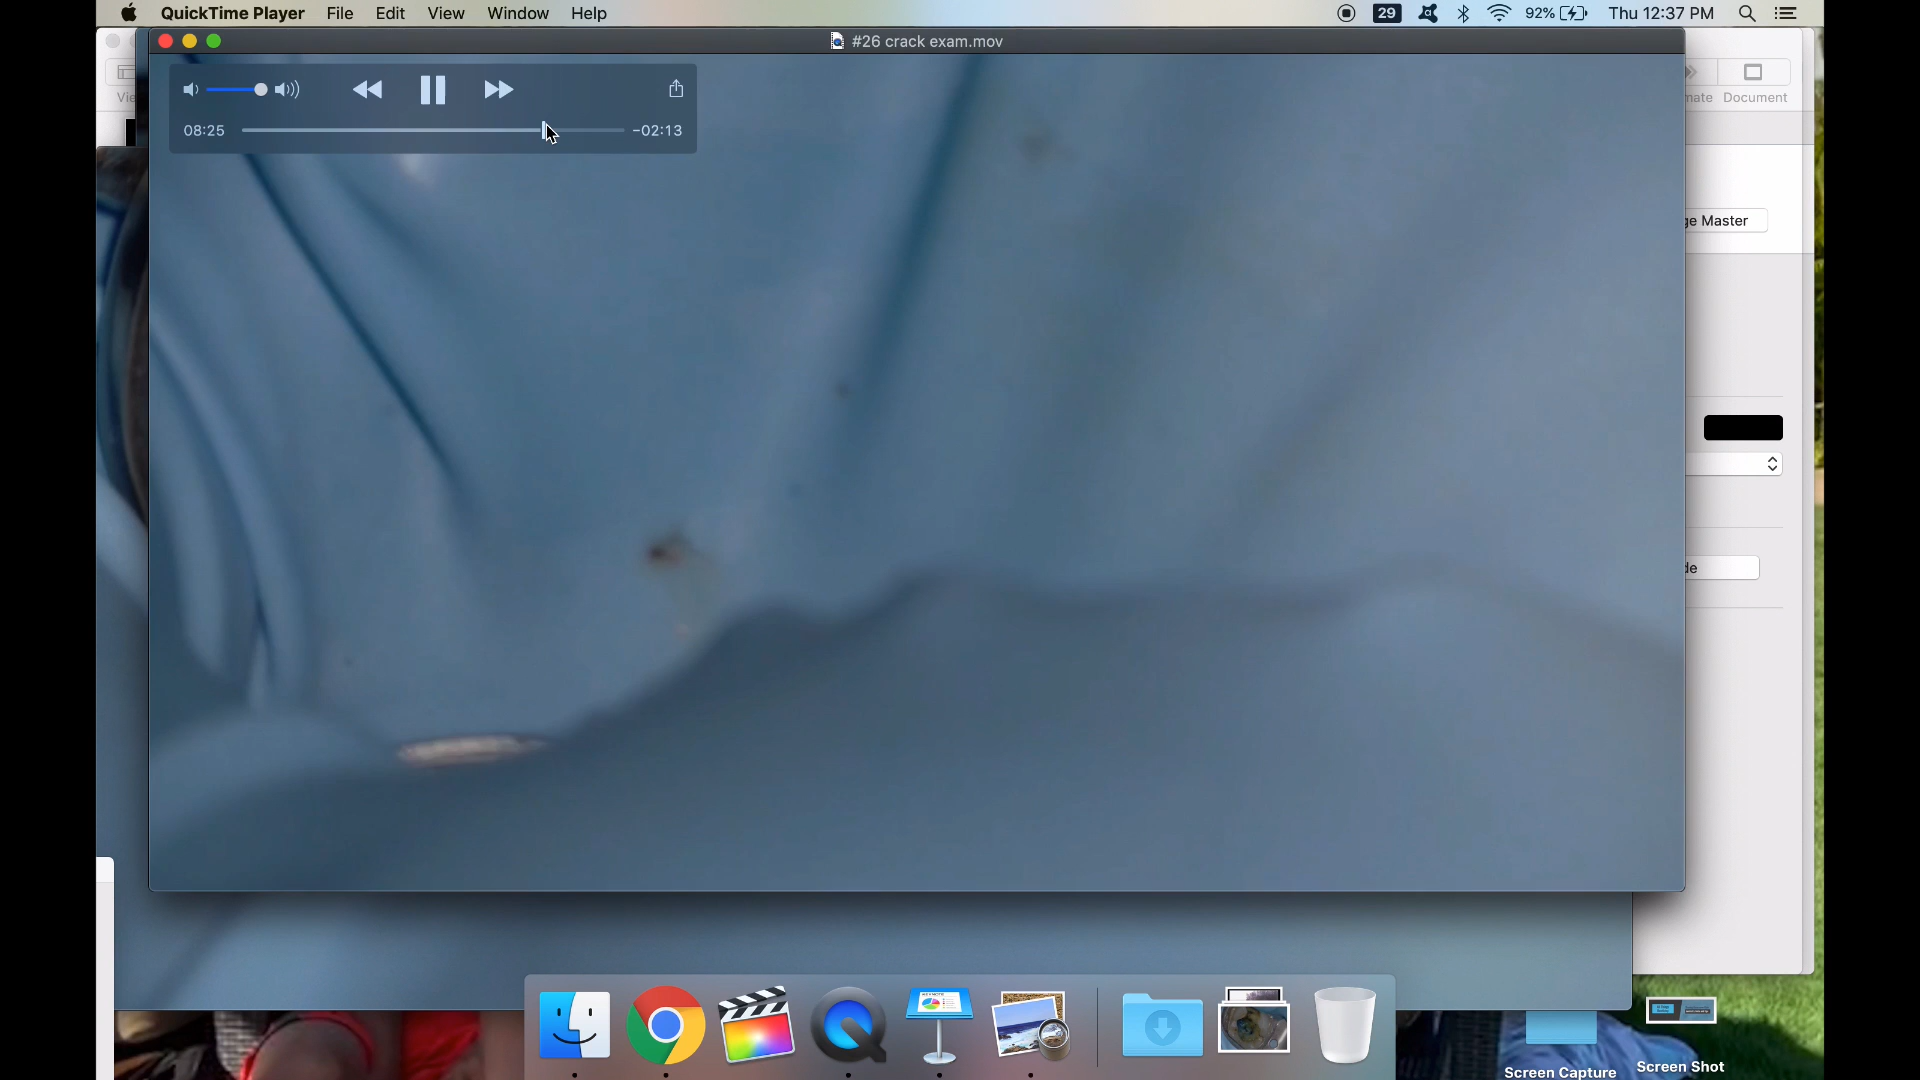 QuickTime Player File Edit View Window Help 29 92% Thu 12:37 PM
#26 crack exam.mov
08:25 -02:13
Document
ge Master
de
Screen Capture Screen Shot